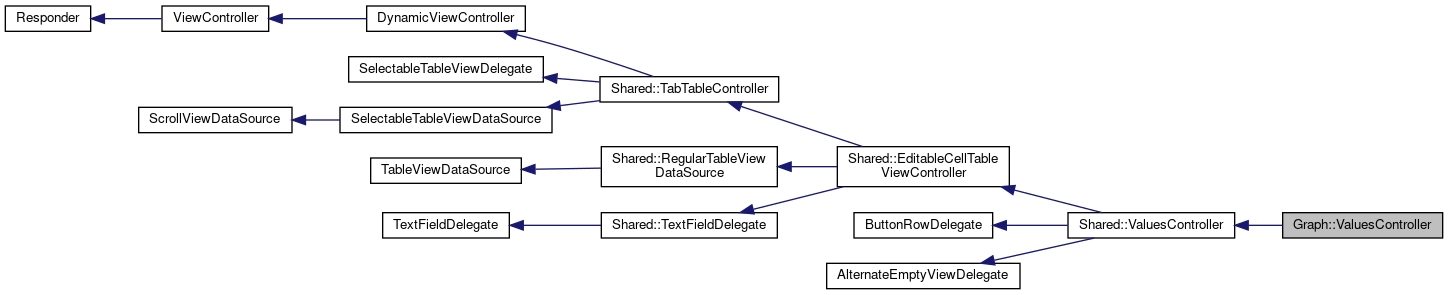 Responder
ViewController
DynamicViewController
SelectableTableViewDelegate
Shared::TabTableController
ScrollViewDataSource
SelectableTableViewDataSource
Shared::RegularTableView
DataSource
Shared::EditableCellTable
ViewController
TableViewDataSource
TextFieldDelegate
Shared::TextFieldDelegate
ButtonRowDelegate
Shared::ValuesController
Graph::ValuesController
AlternateEmptyViewDelegate